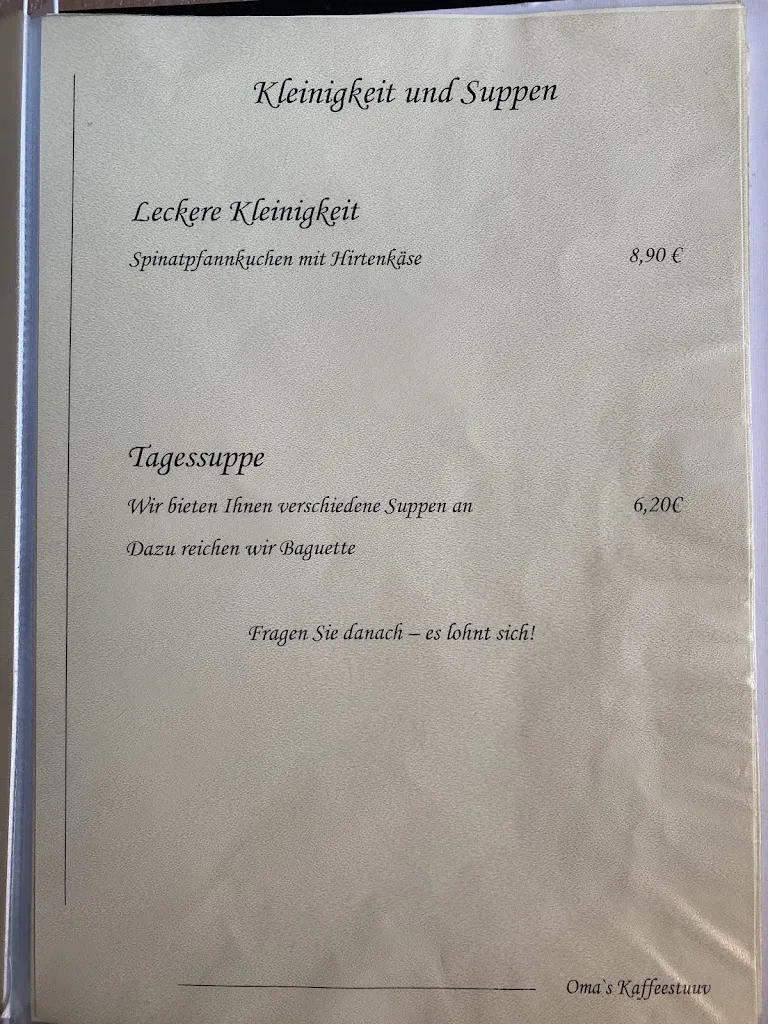 Kleinigkeit und Suppen
Leckere Kleinigkeit
Spinatpfannkuchen mit Hirtenkäse 8,90 €
Tagessuppe
Wir bieten Ihnen verschiedene Suppen an 6,20€
Dazu reichen wir Baguette
Fragen Sie danach – es lohnt sich!
Oma`s Kaffeestuuv